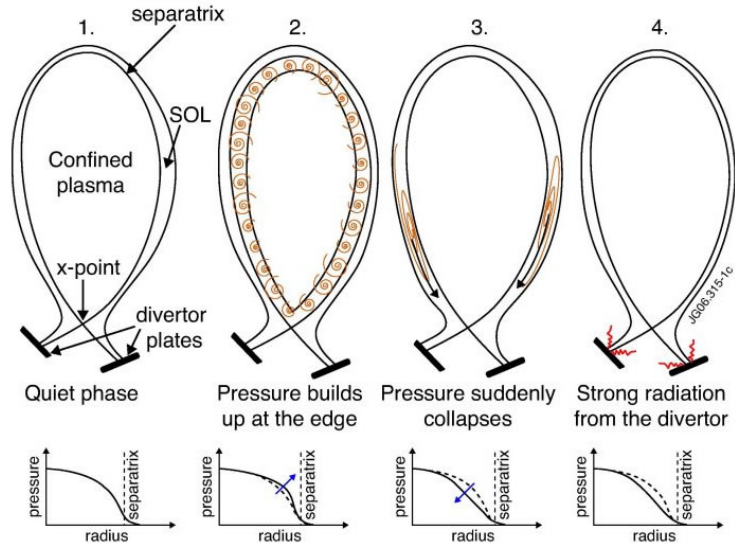 1.
separatrix
SOL
Confined
plasma
x-point
divertor
plates
Quiet phase
2.
Pressure builds
up at the edge
3.
Pressure suddenly
collapses
4.
JG06.315-1c
Strong radiation
from the divertor
pressure
separatrix
radius
pressure
separatrix
radius
pressure
separatrix
radius
pressure
separatrix
radius